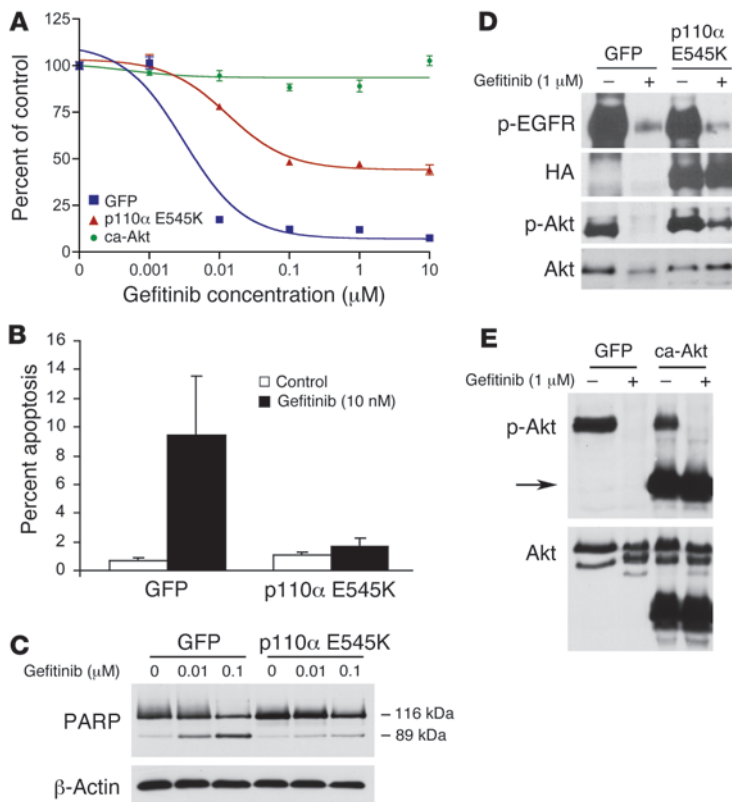 A
Percent of control
125
100
75
50
25
0
GFP
p110α E545K
ca-Akt
0 0.001 0.01 0.1 1 10
Gefitinib concentration (μM)
B
Percent apoptosis
16
14
12
10
8
6
4
2
0
Control
Gefitinib (10 nM)
GFP p110α E545K
C
GFP p110α E545K
Gefitinib (μM) 0 0.01 0.1 0 0.01 0.1
PARP
– 116 kDa
– 89 kDa
β-Actin
D
p110α
GFP E545K
Gefitinib (1 μM) – + – +
p-EGFR
HA
p-Akt
Akt
E
GFP ca-Akt
Gefitinib (1 μM) – + – +
p-Akt
Akt